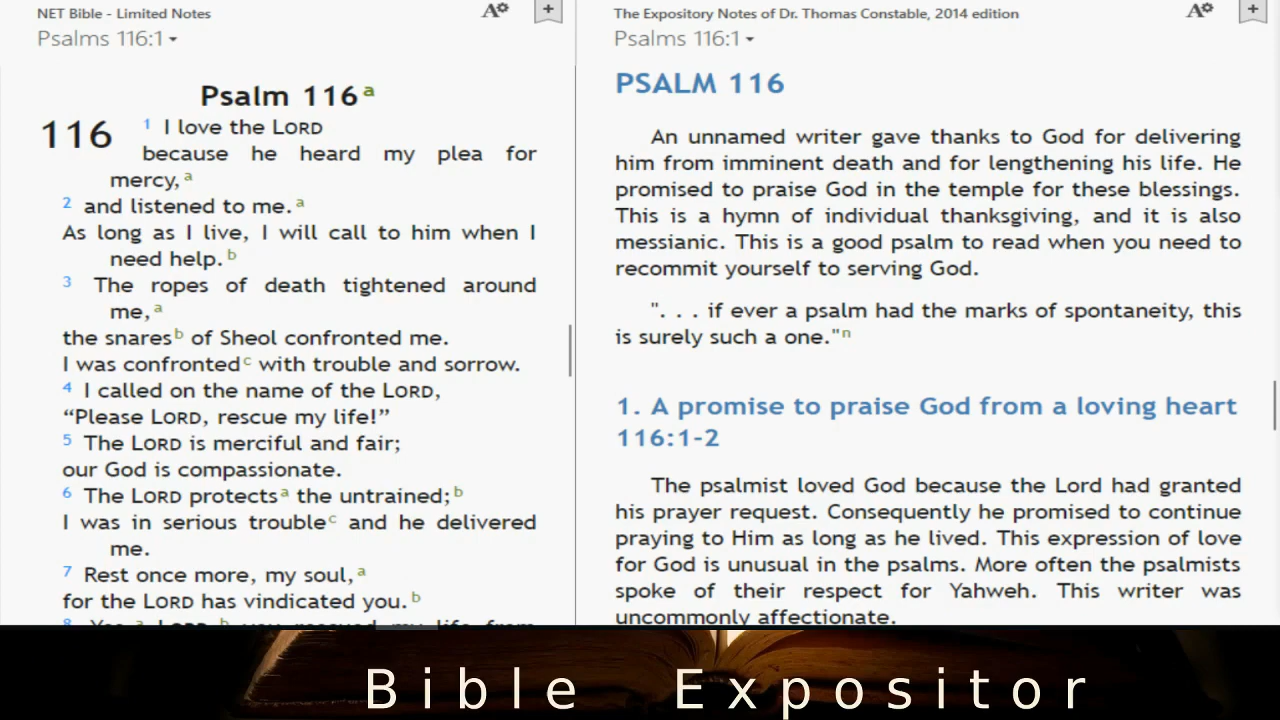 NET Bible - Limited Notes
Psalms 116:1
Psalm 116 a
116 1 I love the LORD
because he heard my plea for
mercy, a
2 and listened to me. a
As long as I live, I will call to him when I
need help. b
3 The ropes of death tightened around
me, a
the snares b of Sheol confronted me.
I was confronted c with trouble and sorrow.
4 I called on the name of the LORD,
“Please LORD, rescue my life!”
5 The LORD is merciful and fair;
our God is compassionate.
6 The LORD protects a the untrained; b
I was in serious trouble c and he delivered
me.
7 Rest once more, my soul, a
for the LORD has vindicated you. b
The Expository Notes of Dr. Thomas Constable, 2014 edition
Psalms 116:1
PSALM 116
An unnamed writer gave thanks to God for delivering
him from imminent death and for lengthening his life. He
promised to praise God in the temple for these blessings.
This is a hymn of individual thanksgiving, and it is also
messianic. This is a good psalm to read when you need to
recommit yourself to serving God.
". . . if ever a psalm had the marks of spontaneity, this
is surely such a one." n
1. A promise to praise God from a loving heart
116:1-2
The psalmist loved God because the Lord had granted
his prayer request. Consequently he promised to continue
praying to Him as long as he lived. This expression of love
for God is unusual in the psalms. More often the psalmists
spoke of their respect for Yahweh. This writer was
uncommonly affectionate.
Bible Expositor